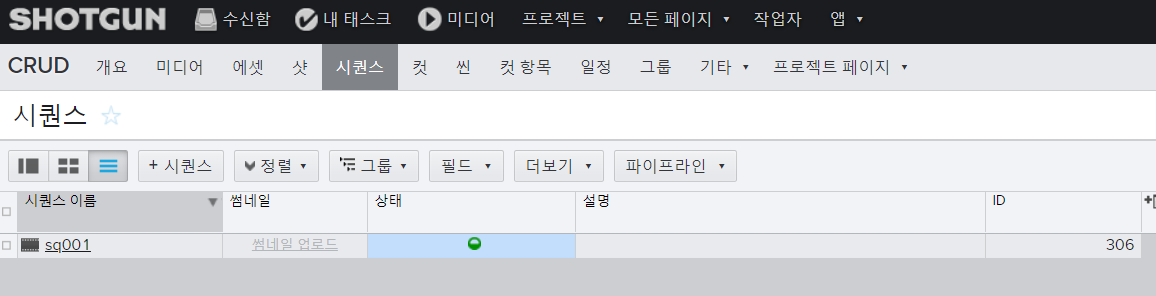 SHOTGUN 수신함 내 태스크 미디어 프로젝트 모든 페이지 작업자 앱
CRUD 개요 미디어 에셋 샷 시퀀스 컷 씬 컷 항목 일정 그룹 기타 프로젝트 페이지
시퀀스
+ 시퀀스 정렬 그룹 필드 더보기 파이프라인
시퀀스 이름 썸네일 상태 설명 ID
sq001 썸네일 업로드 306